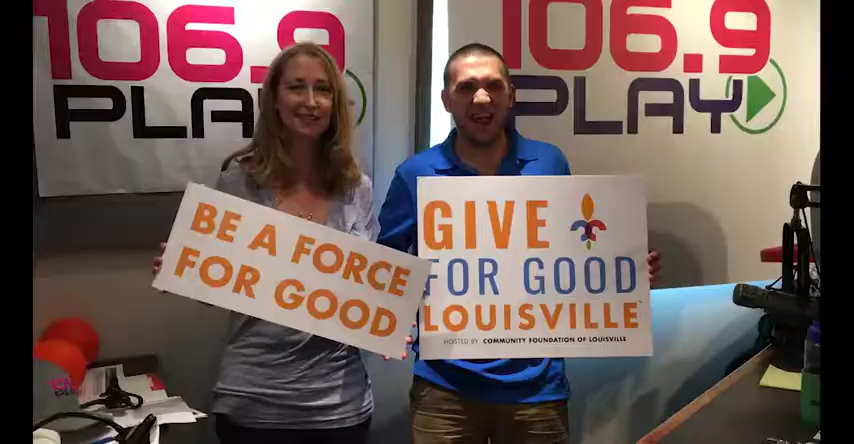 106.9
PLAY
106.9
PLAY
BE A FORCE
FOR GOOD
GIVE
FOR GOOD
LOUISVILLE
HOSTED BY COMMUNITY FOUNDATION OF LOUISVILLE